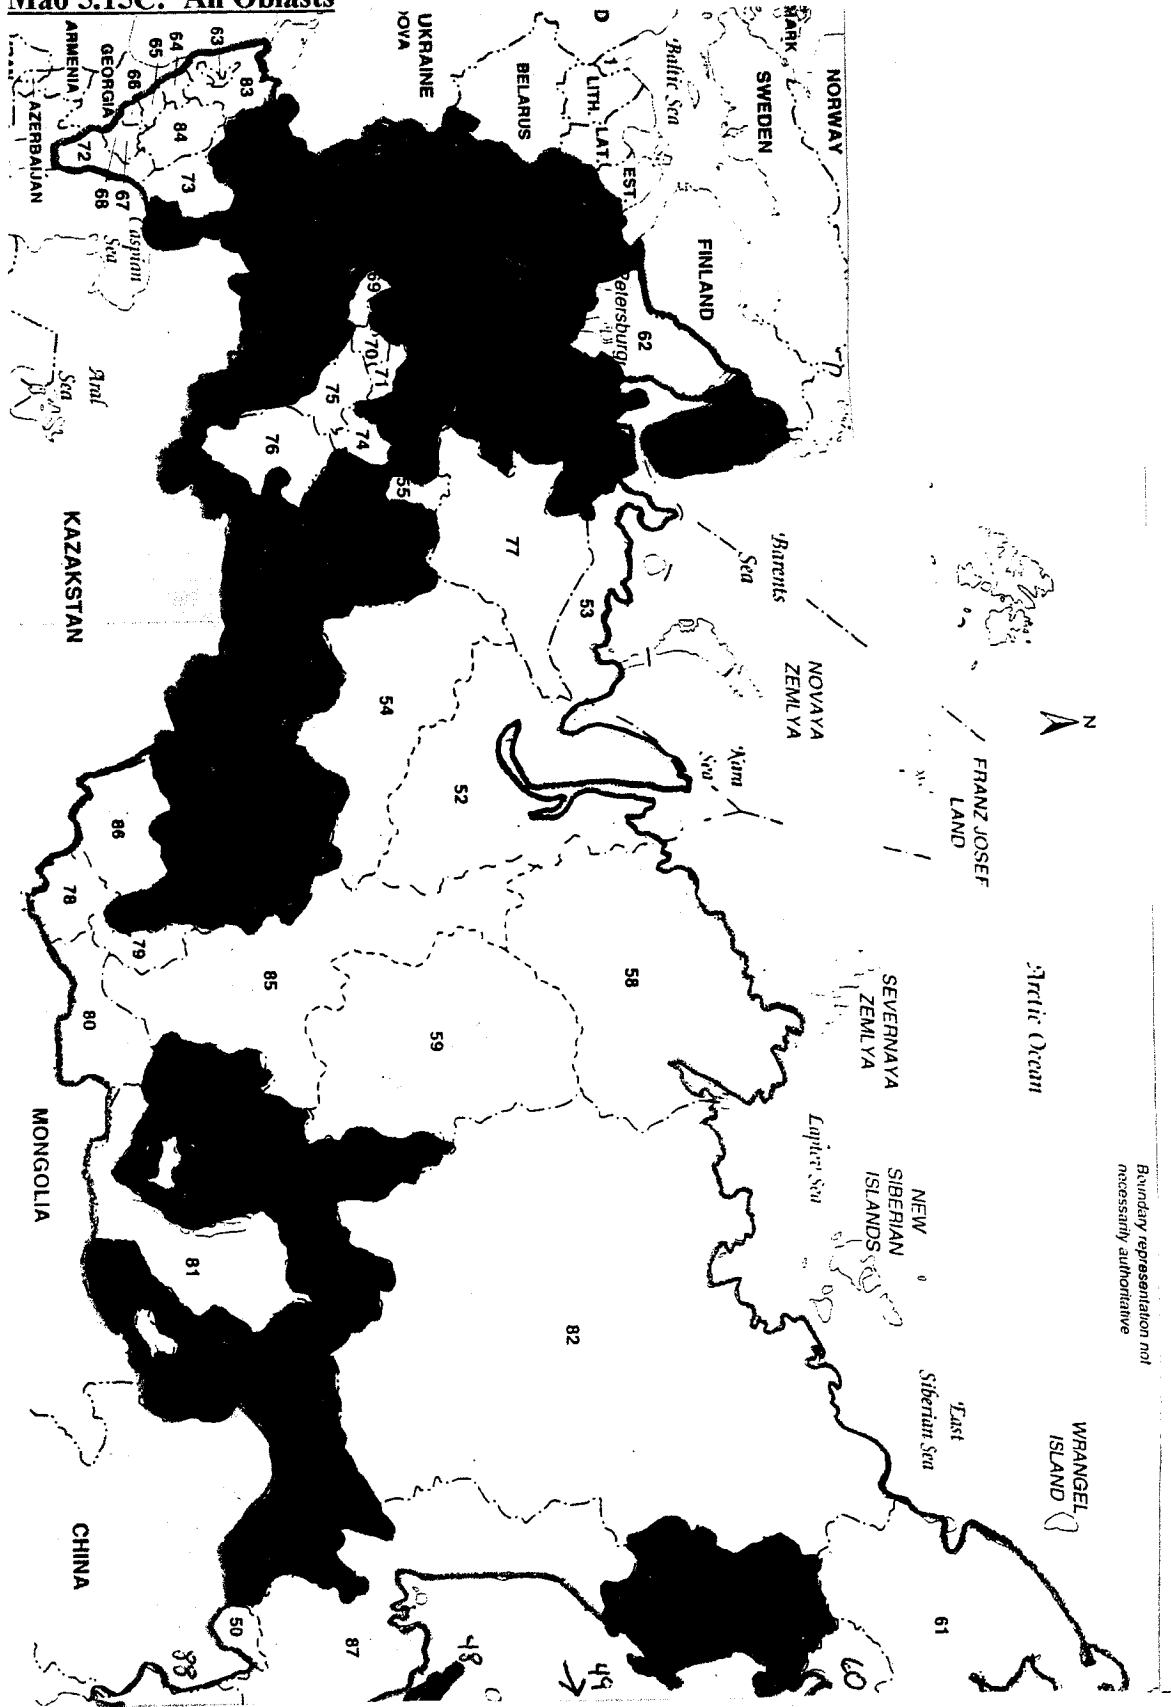 Map 3.13C: All Oblasts
NORWAY
SWEDEN
MARK
D
Baltic Sea
FINLAND
EST.
LAT.
LITH.
BELARUS
UKRAINE
OVA
Petersburg
62
GEORGIA
ARMENIA
AZERBAIJAN
63
64
65
66
83
84
72
73
67
68
Caspian
Sea
Aral
Sea
69
70
71
75
74
76
55
77
53
Barents
Sea
NOVAYA
ZEMLYA
Kara
Sea
N
FRANZ JOSEF
LAND
KAZAKSTAN
54
52
86
78
79
80
85
58
59
SEVERNAYA
ZEMLYA
Arctic Ocean
Laptev Sea
NEW
SIBERIAN
ISLANDS
MONGOLIA
81
82
East
Siberian Sea
WRANGEL
ISLAND
Boundary representation not
necessarily authoritative
CHINA
50
87
88
48
49
60
61